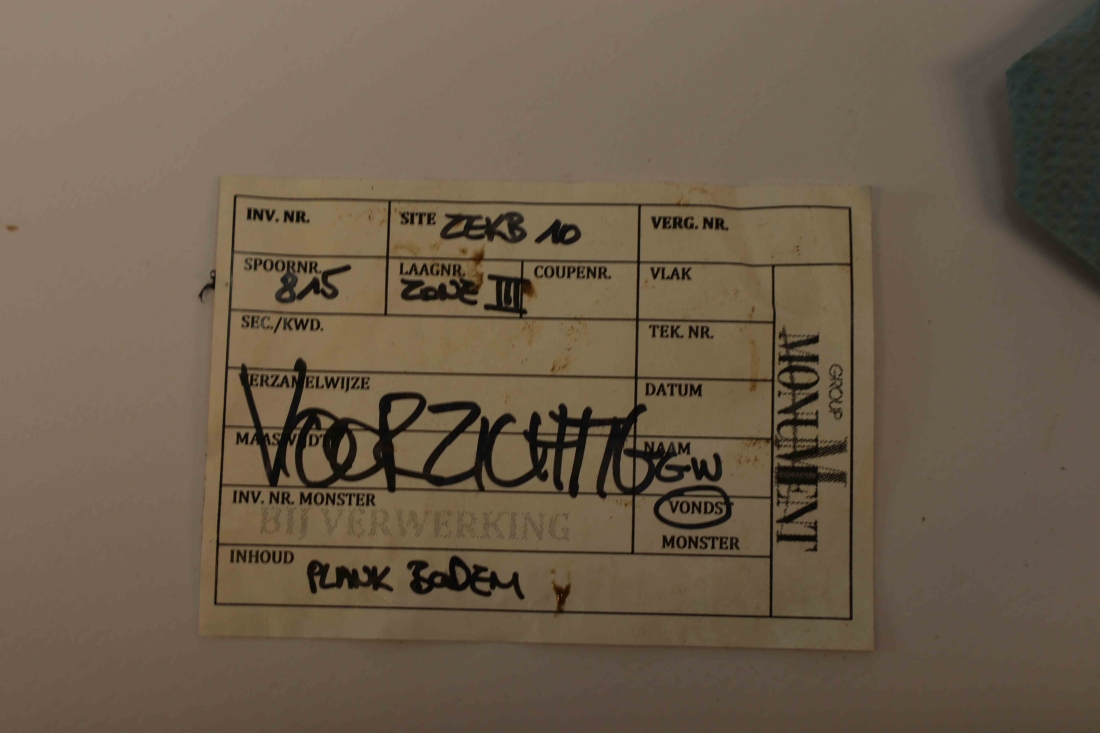 INV. NR. SITE ZEKB 10 VERG. NR.
SPOORNR. 815 LAAGNR. ZONE III COUPENR. VLAK
SEC./KWD. TEK. NR.
VERZAMELWIJZE DATUM
VOORZICHTIG
MAASWIJDTE NAAM GW
INV. NR. MONSTER VONDST
BIJ VERWERKING
MONSTER
INHOUD PLANK BODEM
GROUP
MONUMENT